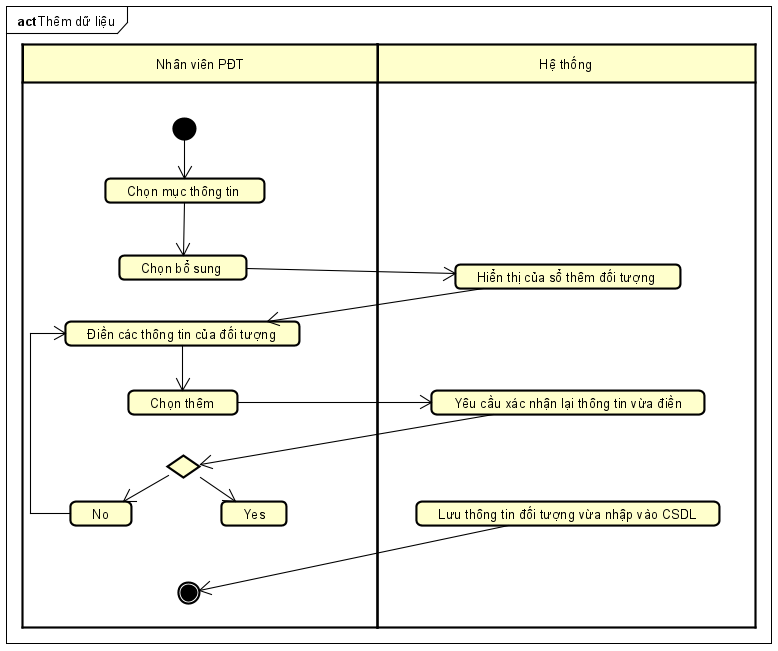 act Thêm dữ liệu
Nhân viên PĐT
Hệ thống
Chọn mục thông tin
Chọn bổ sung
Hiển thị của sổ thêm đối tượng
Điền các thông tin của đối tượng
Chọn thêm
Yêu cầu xác nhận lại thông tin vừa điền
No
Yes
Lưu thông tin đối tượng vừa nhập vào CSDL